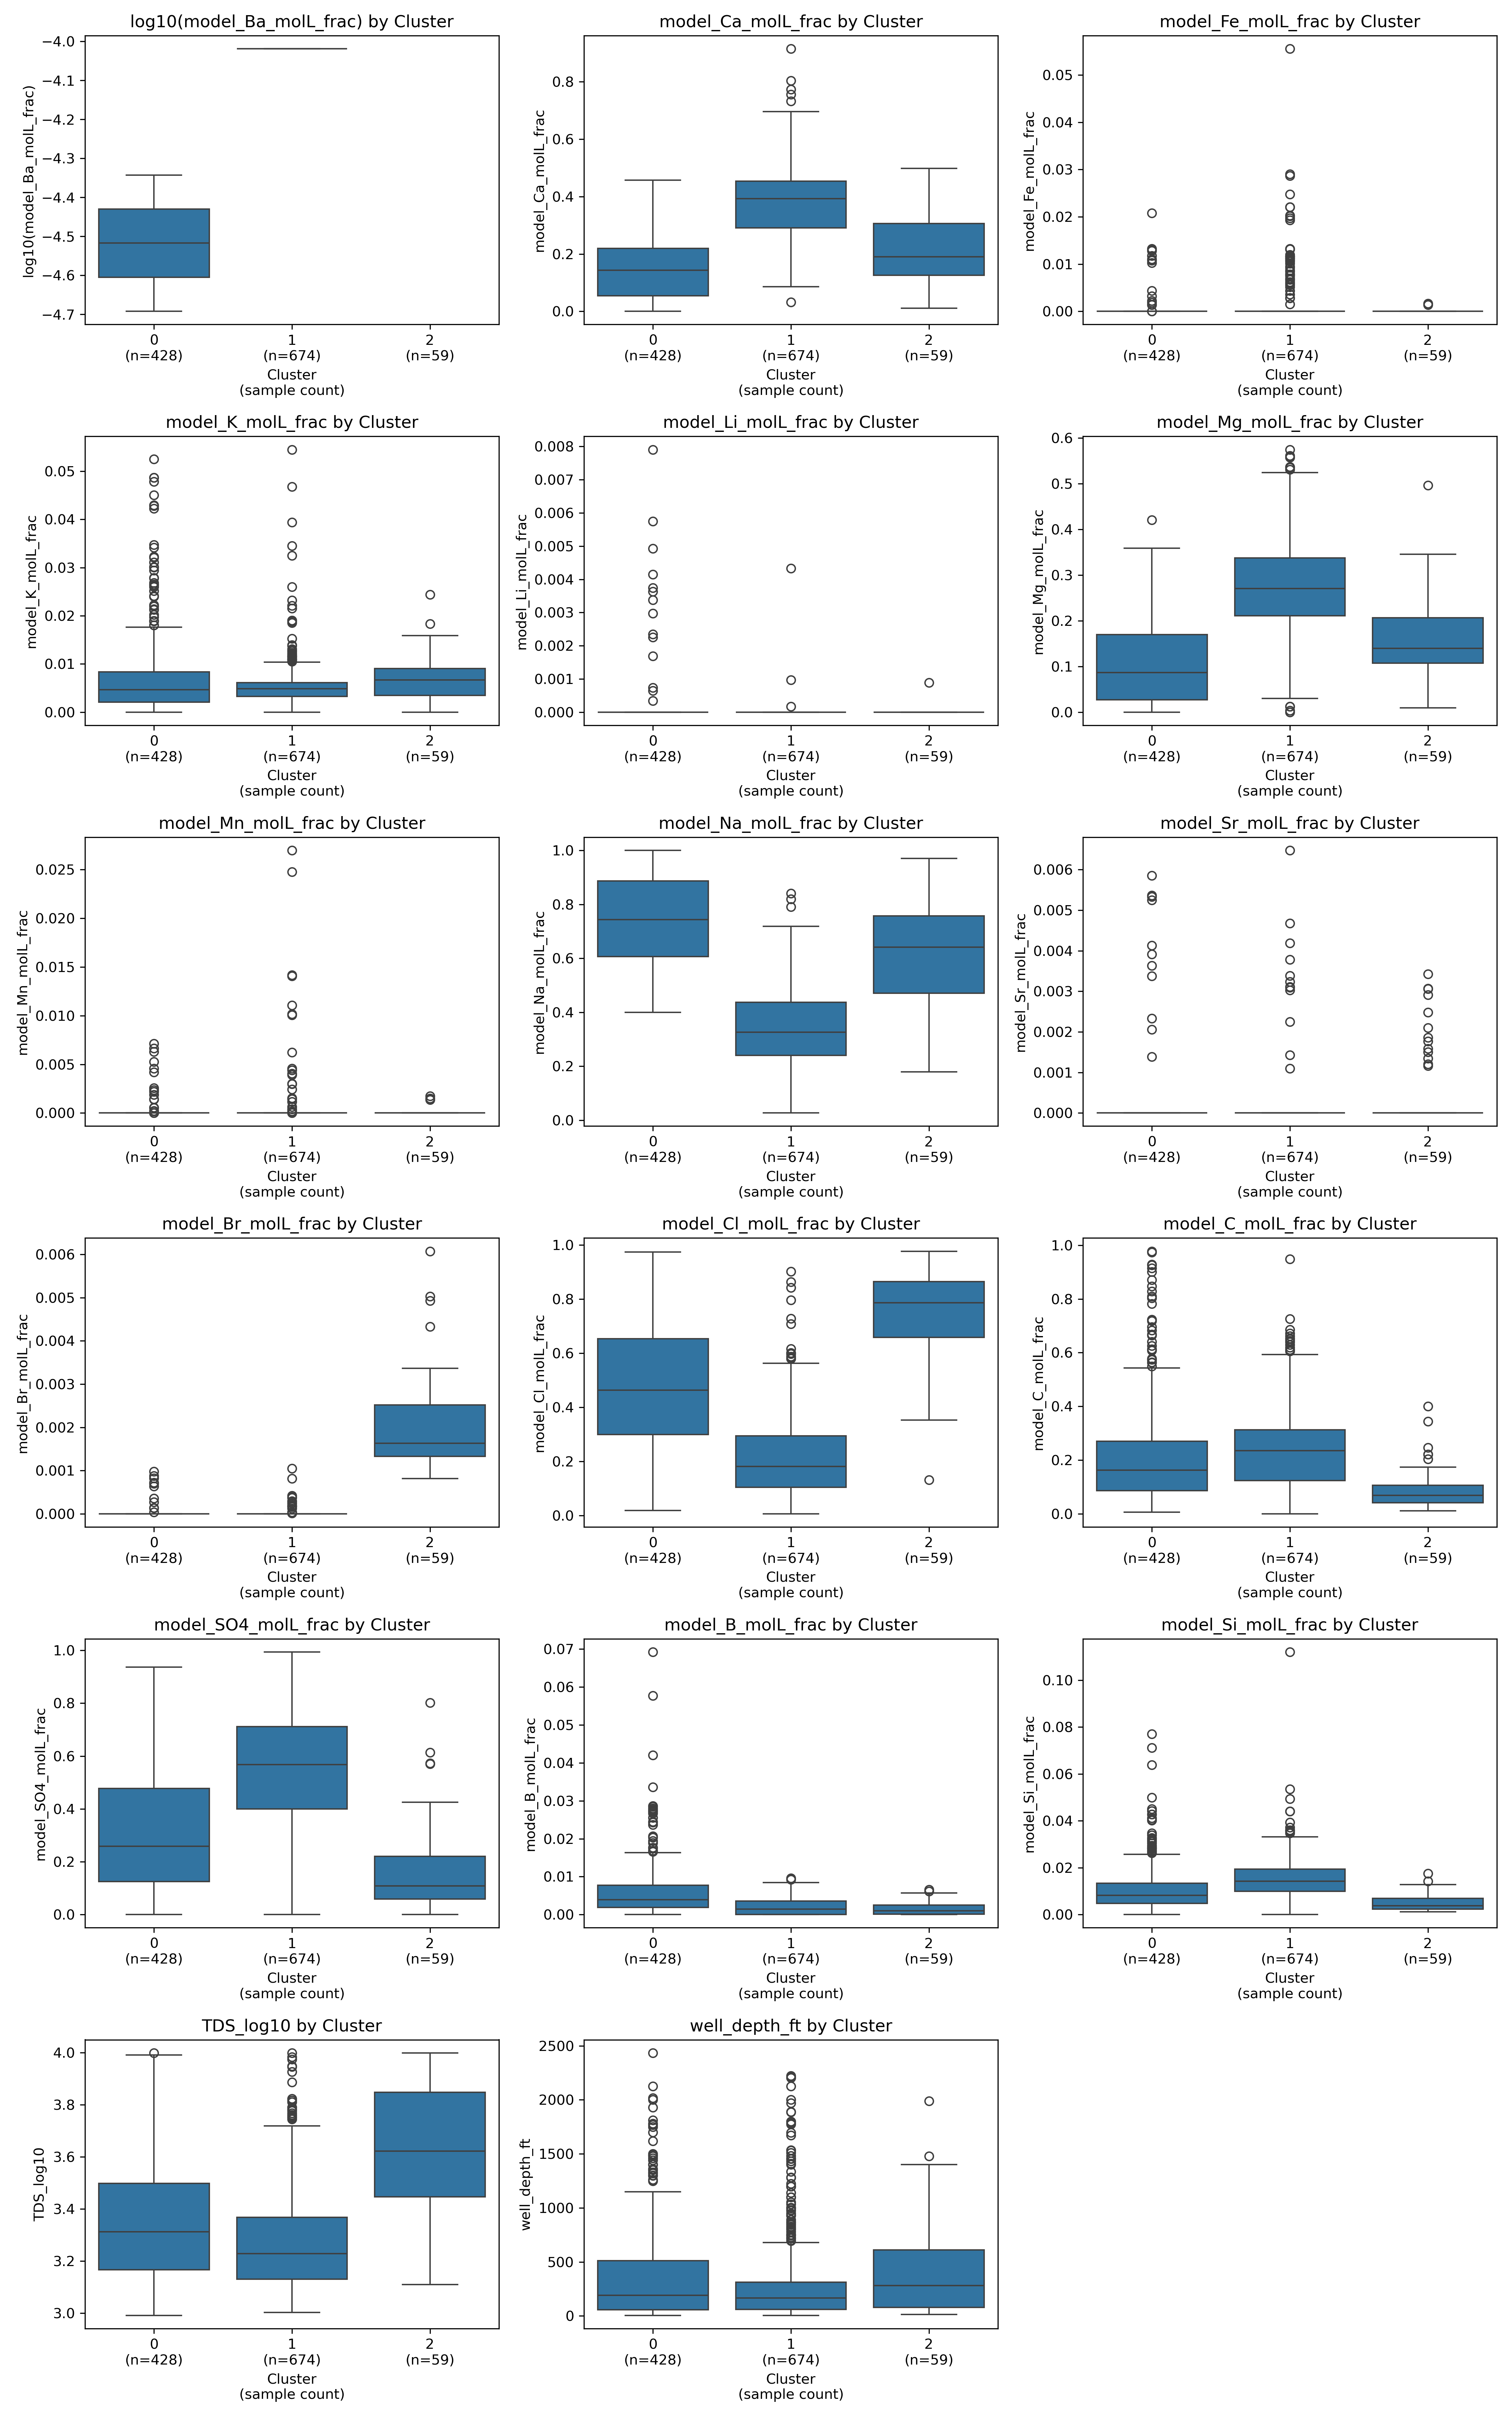 log10(model_Ba_molL_frac) by Cluster
log10(model_Ba_molL_frac)
−4.0
−4.1
−4.2
−4.3
−4.4
−4.5
−4.6
−4.7
0
(n=428)
1
(n=674)
2
(n=59)
Cluster
(sample count)
model_Ca_molL_frac by Cluster
model_Ca_molL_frac
0.8
0.6
0.4
0.2
0.0
0
(n=428)
1
(n=674)
2
(n=59)
Cluster
(sample count)
model_Fe_molL_frac by Cluster
model_Fe_molL_frac
0.05
0.04
0.03
0.02
0.01
0.00
0
(n=428)
1
(n=674)
2
(n=59)
Cluster
(sample count)
model_K_molL_frac by Cluster
model_K_molL_frac
0.05
0.04
0.03
0.02
0.01
0.00
0
(n=428)
1
(n=674)
2
(n=59)
Cluster
(sample count)
model_Li_molL_frac by Cluster
model_Li_molL_frac
0.008
0.007
0.006
0.005
0.004
0.003
0.002
0.001
0.000
0
(n=428)
1
(n=674)
2
(n=59)
Cluster
(sample count)
model_Mg_molL_frac by Cluster
model_Mg_molL_frac
0.6
0.5
0.4
0.3
0.2
0.1
0.0
0
(n=428)
1
(n=674)
2
(n=59)
Cluster
(sample count)
model_Mn_molL_frac by Cluster
model_Mn_molL_frac
0.025
0.020
0.015
0.010
0.005
0.000
0
(n=428)
1
(n=674)
2
(n=59)
Cluster
(sample count)
model_Na_molL_frac by Cluster
model_Na_molL_frac
1.0
0.8
0.6
0.4
0.2
0.0
0
(n=428)
1
(n=674)
2
(n=59)
Cluster
(sample count)
model_Sr_molL_frac by Cluster
model_Sr_molL_frac
0.006
0.005
0.004
0.003
0.002
0.001
0.000
0
(n=428)
1
(n=674)
2
(n=59)
Cluster
(sample count)
model_Br_molL_frac by Cluster
model_Br_molL_frac
0.006
0.005
0.004
0.003
0.002
0.001
0.000
0
(n=428)
1
(n=674)
2
(n=59)
Cluster
(sample count)
model_Cl_molL_frac by Cluster
model_Cl_molL_frac
1.0
0.8
0.6
0.4
0.2
0.0
0
(n=428)
1
(n=674)
2
(n=59)
Cluster
(sample count)
model_C_molL_frac by Cluster
model_C_molL_frac
1.0
0.8
0.6
0.4
0.2
0.0
0
(n=428)
1
(n=674)
2
(n=59)
Cluster
(sample count)
model_SO4_molL_frac by Cluster
model_SO4_molL_frac
1.0
0.8
0.6
0.4
0.2
0.0
0
(n=428)
1
(n=674)
2
(n=59)
Cluster
(sample count)
model_B_molL_frac by Cluster
model_B_molL_frac
0.07
0.06
0.05
0.04
0.03
0.02
0.01
0.00
0
(n=428)
1
(n=674)
2
(n=59)
Cluster
(sample count)
model_Si_molL_frac by Cluster
model_Si_molL_frac
0.10
0.08
0.06
0.04
0.02
0.00
0
(n=428)
1
(n=674)
2
(n=59)
Cluster
(sample count)
TDS_log10 by Cluster
TDS_log10
4.0
3.8
3.6
3.4
3.2
3.0
0
(n=428)
1
(n=674)
2
(n=59)
Cluster
(sample count)
well_depth_ft by Cluster
well_depth_ft
2500
2000
1500
1000
500
0
0
(n=428)
1
(n=674)
2
(n=59)
Cluster
(sample count)